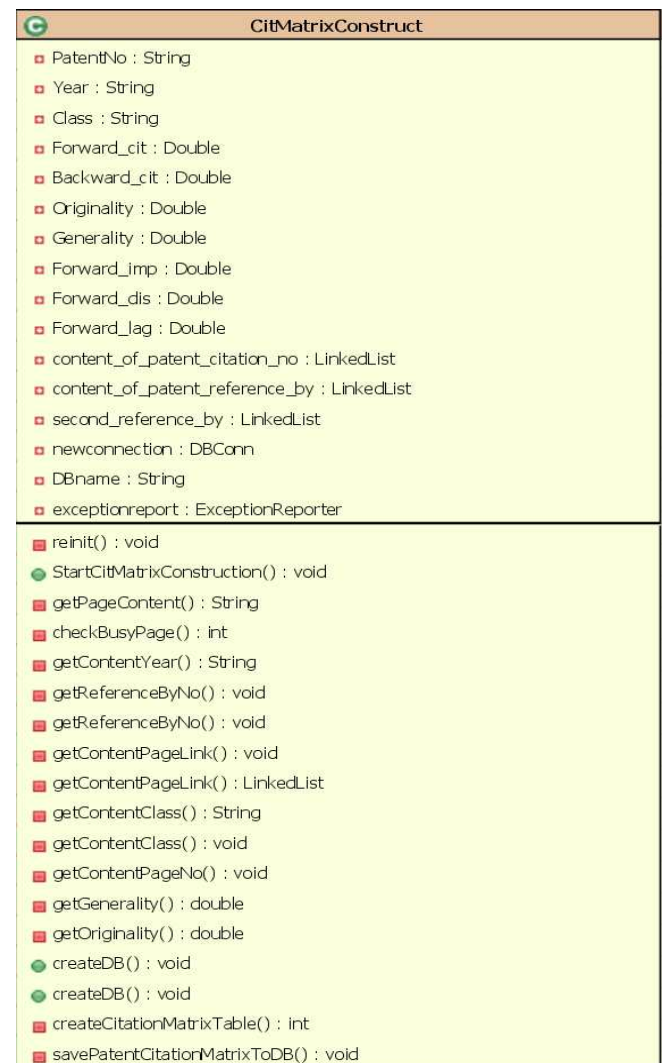 C CitMatrixConstruct
PatentNo : String
Year : String
Class : String
Forward_cit : Double
Backward_cit : Double
Originality : Double
Generality : Double
Forward_imp : Double
Forward_dis : Double
Forward_lag : Double
content_of_patent_citation_no : LinkedList
content_of_patent_reference_by : LinkedList
second_reference_by : LinkedList
newconnection : DBConn
DBname : String
exceptionreport : ExceptionReporter
reinit() : void
StartCitMatrixConstruction() : void
getPageContent() : String
checkBusyPage() : int
getContentYear() : String
getReferenceByNo() : void
getReferenceByNo() : void
getContentPageLink() : void
getContentPageLink() : LinkedList
getContentClass() : String
getContentClass() : void
getContentPageNo() : void
getGenerality() : double
getOriginality() : double
createDB() : void
createDB() : void
createCitationMatrixTable() : int
savePatentCitationMatrixToDB() : void